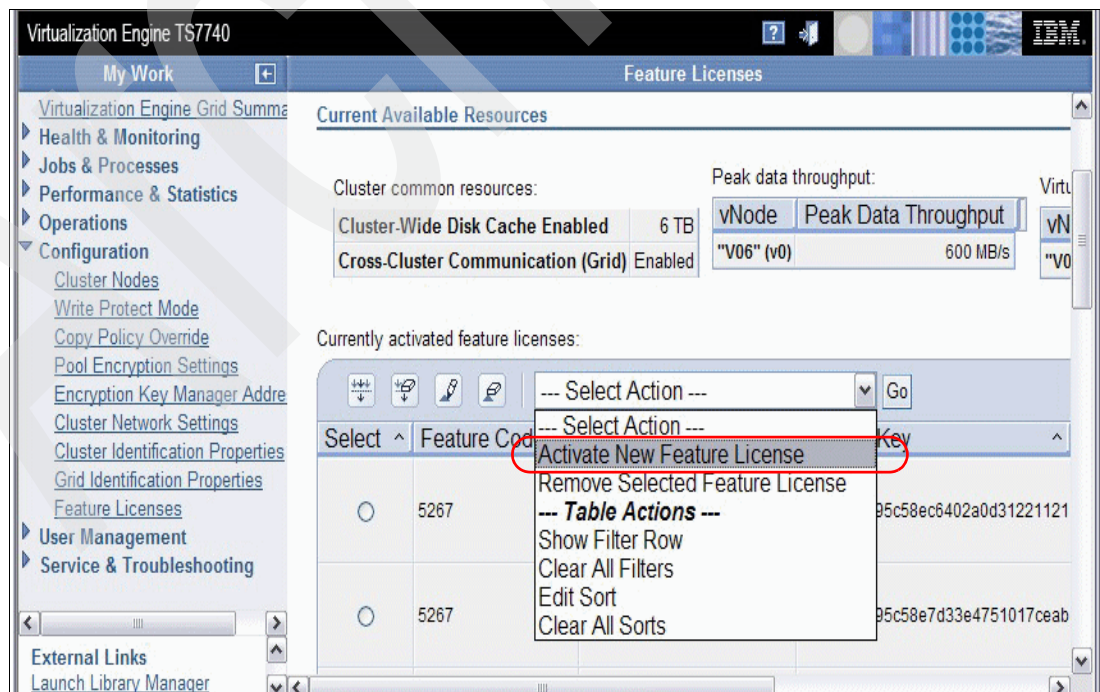 Virtualization Engine TS7740
?
IBM.
My Work
Feature Licenses
Virtualization Engine Grid Summa
Health & Monitoring
Jobs & Processes
Performance & Statistics
Operations
Configuration
Cluster Nodes
Write Protect Mode
Copy Policy Override
Pool Encryption Settings
Encryption Key Manager Addre
Cluster Network Settings
Cluster Identification Properties
Grid Identification Properties
Feature Licenses
User Management
Service & Troubleshooting
External Links
Launch Library Manager
Current Available Resources
Cluster common resources:
Cluster-Wide Disk Cache Enabled 6 TB
Cross-Cluster Communication (Grid) Enabled
Peak data throughput:
vNode Peak Data Throughput
"V06" (v0) 600 MB/s
Virtu
vN
"V0
Currently activated feature licenses:
--- Select Action --- Go
--- Select Action ---
Activate New Feature License
Remove Selected Feature License
--- Table Actions ---
Show Filter Row
Clear All Filters
Edit Sort
Clear All Sorts
Select ^ Feature Cod Key ^
5267 95c58ec6402a0d31221121
5267 95c58e7d33e4751017ceab